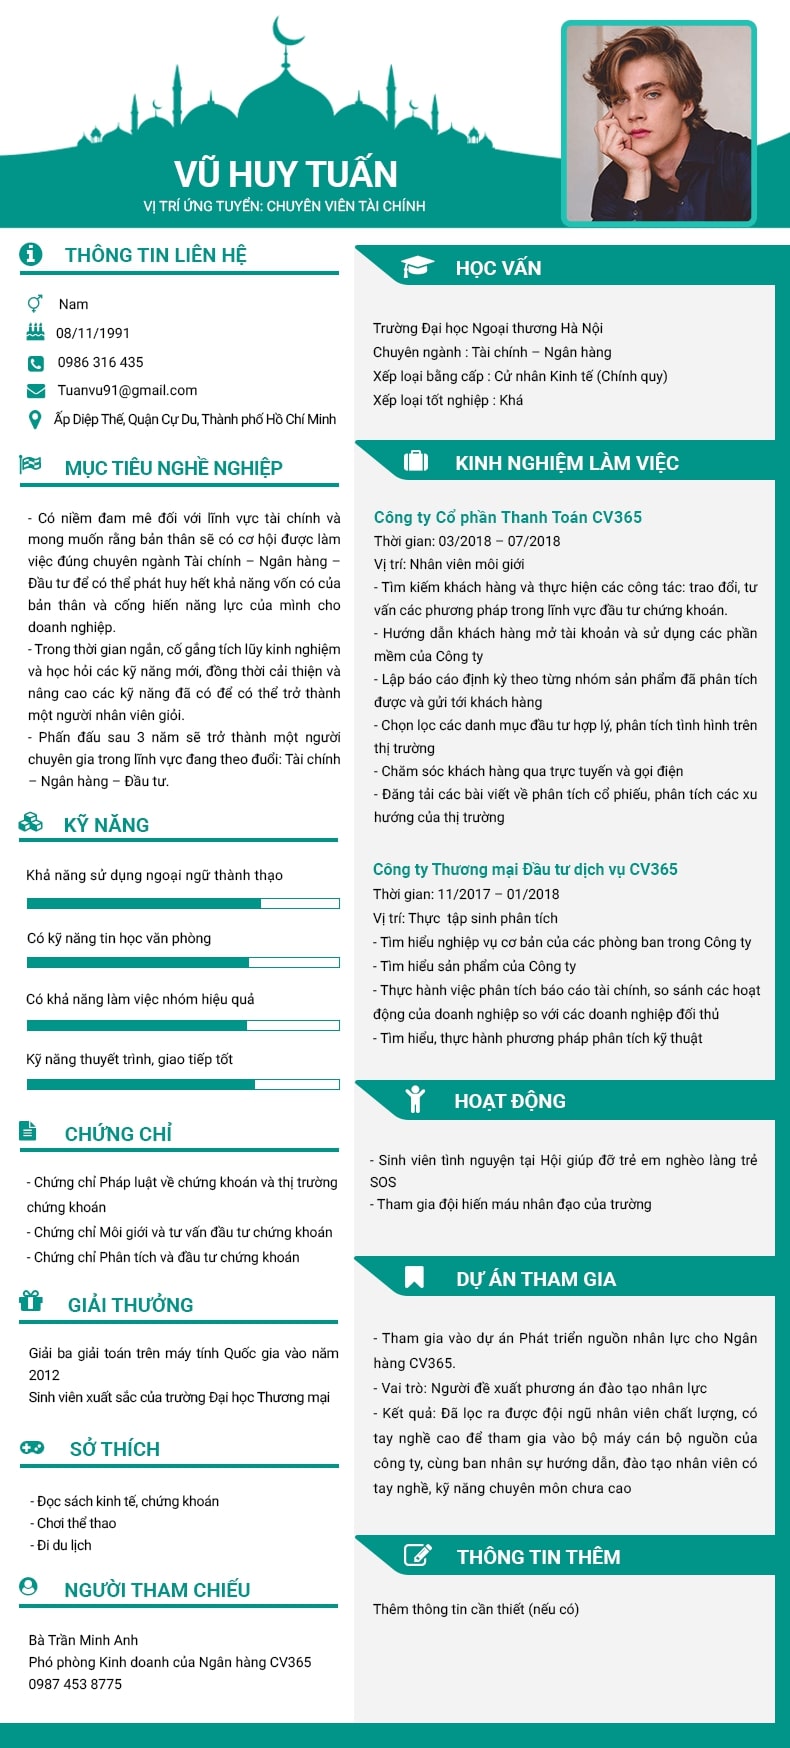 VŨ HUY TUẤN
VỊ TRÍ ỨNG TUYỂN: CHUYÊN VIÊN TÀI CHÍNH
THÔNG TIN LIÊN HỆ
Nam
08/11/1991
0986 316 435
Tuanvu91@gmail.com
Ấp Diệp Thế, Quận Cự Du, Thành phố Hồ Chí Minh
MỤC TIÊU NGHỀ NGHIỆP
- Có niềm đam mê đối với lĩnh vực tài chính và
mong muốn rằng bản thân sẽ có cơ hội được làm
việc đúng chuyên ngành Tài chính – Ngân hàng –
Đầu tư để có thể phát huy hết khả năng vốn có của
bản thân và cống hiến năng lực của mình cho
doanh nghiệp.
- Trong thời gian ngắn, cố gắng tích lũy kinh nghiệm
và học hỏi các kỹ năng mới, đồng thời cải thiện và
nâng cao các kỹ năng đã có để có thể trở thành
một người nhân viên giỏi.
- Phấn đấu sau 3 năm sẽ trở thành một người
chuyên gia trong lĩnh vực đang theo đuổi: Tài chính
– Ngân hàng – Đầu tư.
KỸ NĂNG
Khả năng sử dụng ngoại ngữ thành thạo
Có kỹ năng tin học văn phòng
Có khả năng làm việc nhóm hiệu quả
Kỹ năng thuyết trình, giao tiếp tốt
CHỨNG CHỈ
- Chứng chỉ Pháp luật về chứng khoán và thị trường
chứng khoán
- Chứng chỉ Môi giới và tư vấn đầu tư chứng khoán
- Chứng chỉ Phân tích và đầu tư chứng khoán
GIẢI THƯỞNG
Giải ba giải toán trên máy tính Quốc gia vào năm
2012
Sinh viên xuất sắc của trường Đại học Thương mại
SỞ THÍCH
- Đọc sách kinh tế, chứng khoán
- Chơi thể thao
- Đi du lịch
NGƯỜI THAM CHIẾU
Bà Trần Minh Anh
Phó phòng Kinh doanh của Ngân hàng CV365
0987 453 8775
HỌC VẤN
Trường Đại học Ngoại thương Hà Nội
Chuyên ngành : Tài chính – Ngân hàng
Xếp loại bằng cấp : Cử nhân Kinh tế (Chính quy)
Xếp loại tốt nghiệp : Khá
KINH NGHIỆM LÀM VIỆC
Công ty Cổ phần Thanh Toán CV365
Thời gian: 03/2018 – 07/2018
Vị trí: Nhân viên môi giới
- Tìm kiếm khách hàng và thực hiện các công tác: trao đổi, tư
vấn các phương pháp trong lĩnh vực đầu tư chứng khoán.
- Hướng dẫn khách hàng mở tài khoản và sử dụng các phần
mềm của Công ty
- Lập báo cáo định kỳ theo từng nhóm sản phẩm đã phân tích
được và gửi tới khách hàng
- Chọn lọc các danh mục đầu tư hợp lý, phân tích tình hình trên
thị trường
- Chăm sóc khách hàng qua trực tuyến và gọi điện
- Đăng tải các bài viết về phân tích cổ phiếu, phân tích các xu
hướng của thị trường
Công ty Thương mại Đầu tư dịch vụ CV365
Thời gian: 11/2017 – 01/2018
Vị trí: Thực tập sinh phân tích
- Tìm hiểu nghiệp vụ cơ bản của các phòng ban trong Công ty
- Tìm hiểu sản phẩm của Công ty
- Thực hành việc phân tích báo cáo tài chính, so sánh các hoạt
động của doanh nghiệp so với các doanh nghiệp đối thủ
- Tìm hiểu, thực hành phương pháp phân tích kỹ thuật
HOẠT ĐỘNG
- Sinh viên tình nguyện tại Hội giúp đỡ trẻ em nghèo làng trẻ
SOS
- Tham gia đội hiến máu nhân đạo của trường
DỰ ÁN THAM GIA
- Tham gia vào dự án Phát triển nguồn nhân lực cho Ngân
hàng CV365.
- Vai trò: Người đề xuất phương án đào tạo nhân lực
- Kết quả: Đã lọc ra được đội ngũ nhân viên chất lượng, có
tay nghề cao để tham gia vào bộ máy cán bộ nguồn của
công ty, cùng ban nhân sự hướng dẫn, đào tạo nhân viên có
tay nghề, kỹ năng chuyên môn chưa cao
THÔNG TIN THÊM
Thêm thông tin cần thiết (nếu có)